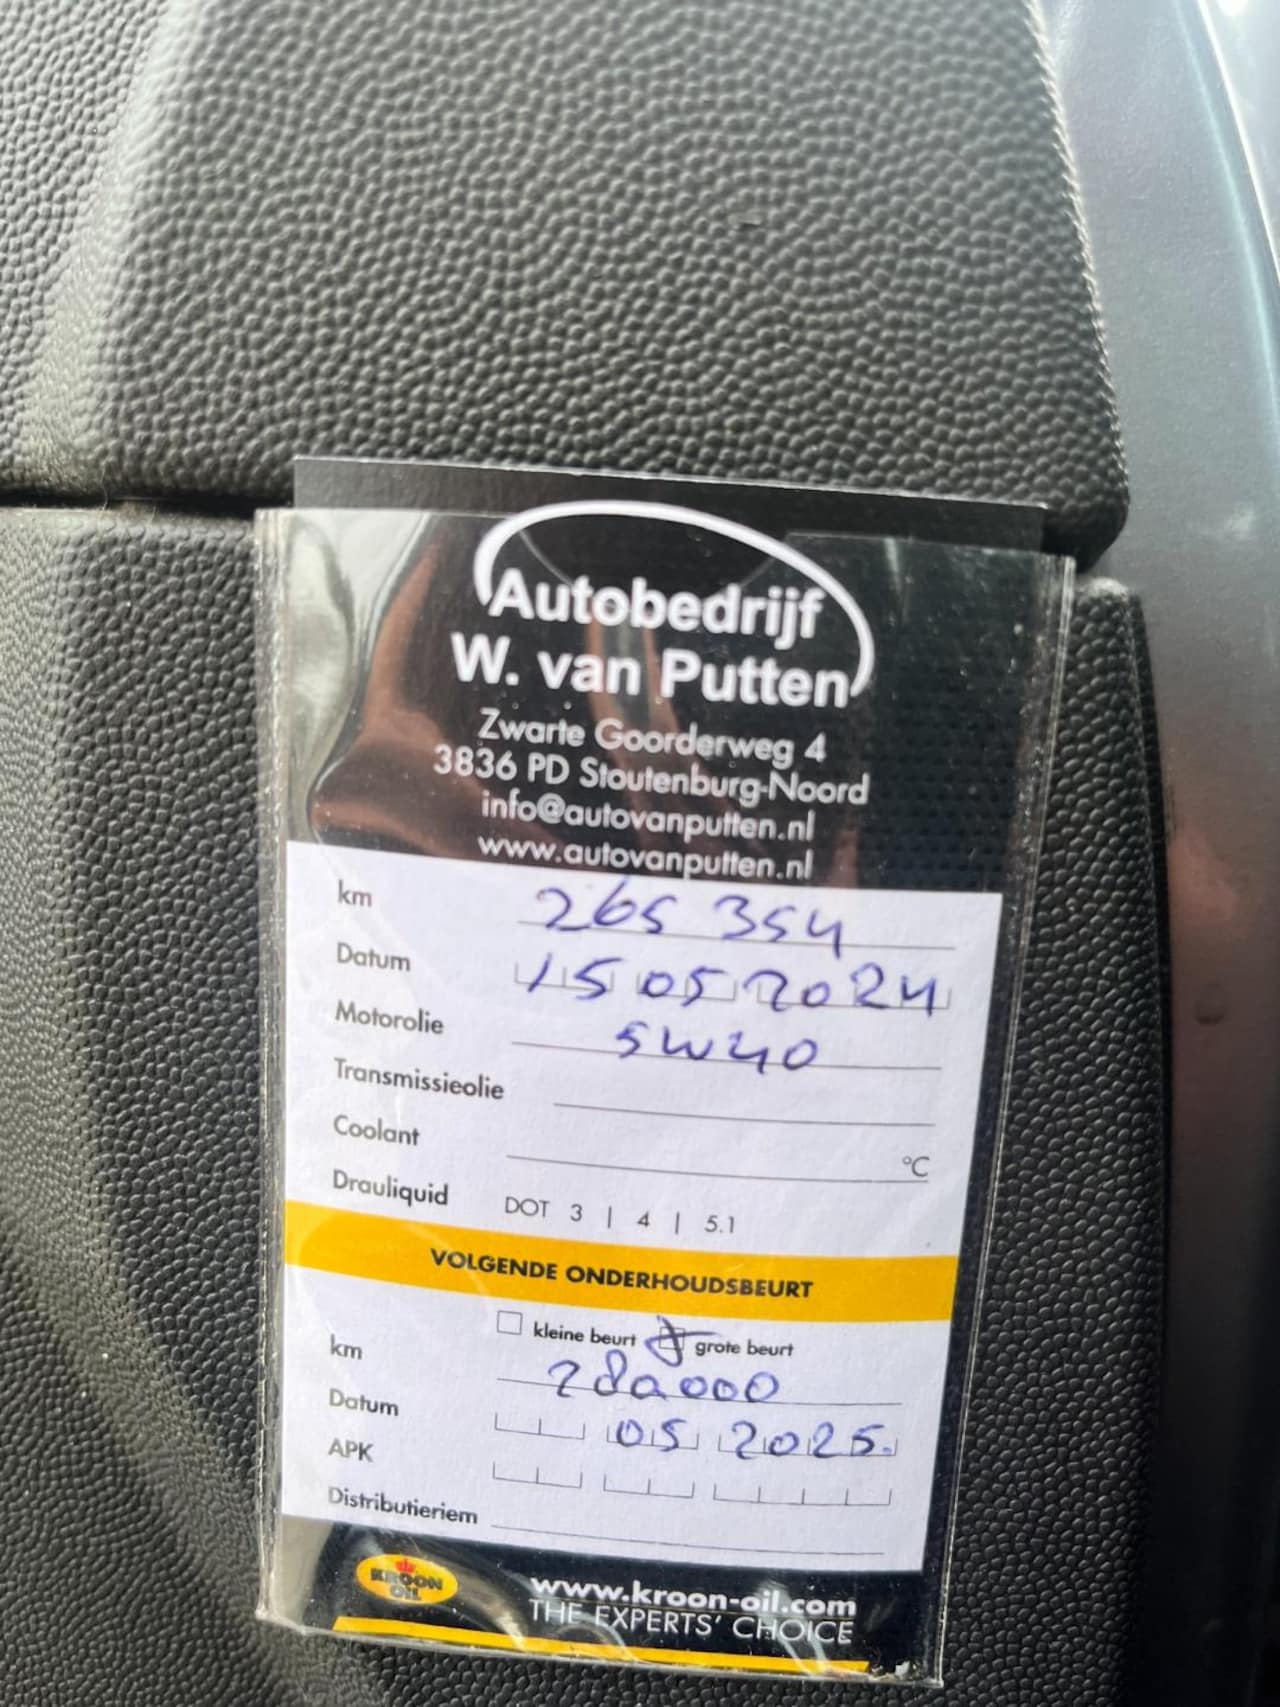 Autobedrijf
W. van Putten
Zwarte Goorderweg 4
3836 PD Stoutenburg-Noord
info@autovanputten.nl
www.autovanputten.nl
km 265 354
Datum 15 05 2024
Motorolie 5W40
Transmissieolie
Coolant °C
Drauliquid DOT 3 | 4 | 5.1
VOLGENDE ONDERHOUDSBEURT
kleine beurt grote beurt
km 280000
Datum 05 2025.
APK
Distributieriem
KROON OIL
www.kroon-oil.com
THE EXPERTS' CHOICE